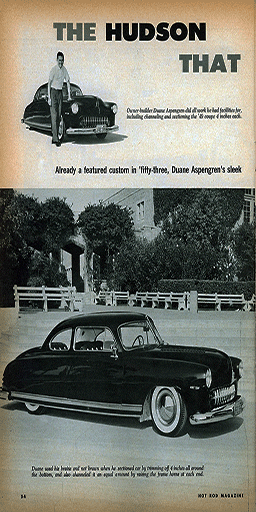 THE HUDSON
THAT
Owner-builder Duane Aspengren did all work he had facilities for,
including channeling and sectioning the '49 coupe 4 inches each.
Already a featured custom in 'fifty-three, Duane Aspengren's sleek
Duane used his brains and not brawn when he sectioned car by trimming off 4 inches all around
the bottom, and also channeled it an equal amount by raising the frame horns at each end.
54
HOT ROD MAGAZINE